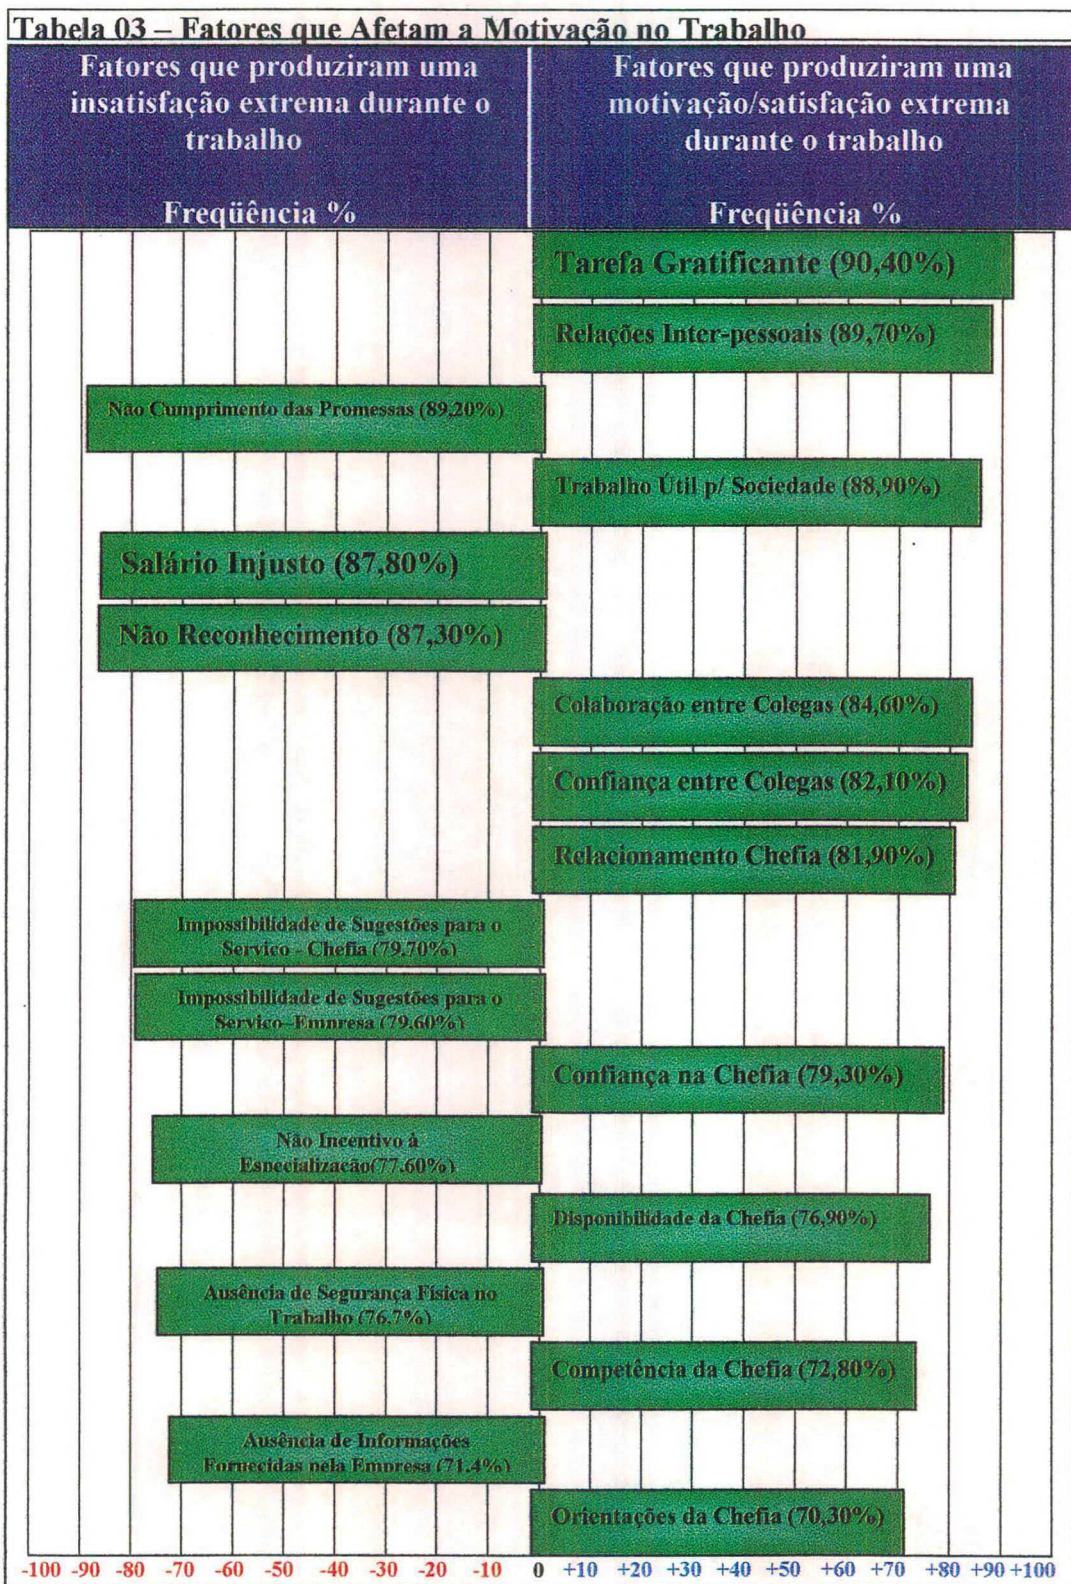 Tabela 03 – Fatores que Afetam a Motivação no Trabalho
Fatores que produziram uma
insatisfação extrema durante o
trabalho
Freqüência %
Fatores que produziram uma
motivação/satisfação extrema
durante o trabalho
Freqüência %
Tarefa Gratificante (90,40%)
Relações Inter-pessoais (89,70%)
Não Cumprimento das Promessas (89,20%)
Trabalho Útil p/ Sociedade (88,90%)
Salário Injusto (87,80%)
Não Reconhecimento (87,30%)
Colaboração entre Colegas (84,60%)
Confiança entre Colegas (82,10%)
Relacionamento Chefia (81,90%)
Impossibilidade de Sugestões para o
Serviço - Chefia (79,70%)
Impossibilidade de Sugestões para o
Serviço–Empresa (79,60%)
Confiança na Chefia (79,30%)
Não Incentivo à
Especialização(77,60%)
Disponibilidade da Chefia (76,90%)
Ausência de Segurança Física no
Trabalho (76,7%)
Competência da Chefia (72,80%)
Ausência de Informações
Fornecidas pela Empresa (71,4%)
Orientações da Chefia (70,30%)
-100 -90 -80 -70 -60 -50 -40 -30 -20 -10 0 +10 +20 +30 +40 +50 +60 +70 +80 +90 +100